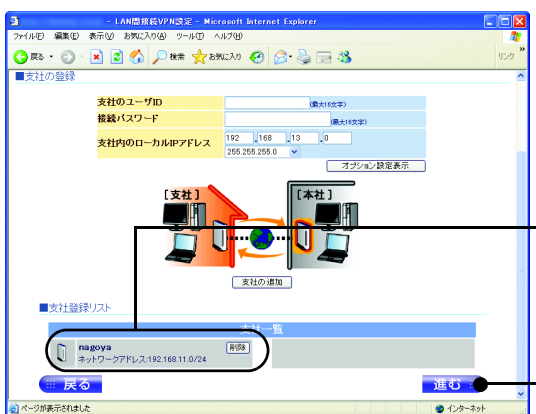 - LAN間接続VPN設定 - Microsoft Internet Explorer
ファイル(F) 編集(E) 表示(V) お気に入り(A) ツール(T) ヘルプ(H)
戻る 検索 お気に入り リンク
■支社の登録
支社のユーザID (最大16文字)
接続パスワード (最大16文字)
支社内のローカルIPアドレス 192 .168 .13 .0
255.255.255.0
オプション設定表示
[支社] [本社]
支社の追加
■支社登録リスト
支社一覧
nagoya 削除
ネットワークアドレス:192.168.11.0/24
戻る 進む
ページが表示されました インターネット